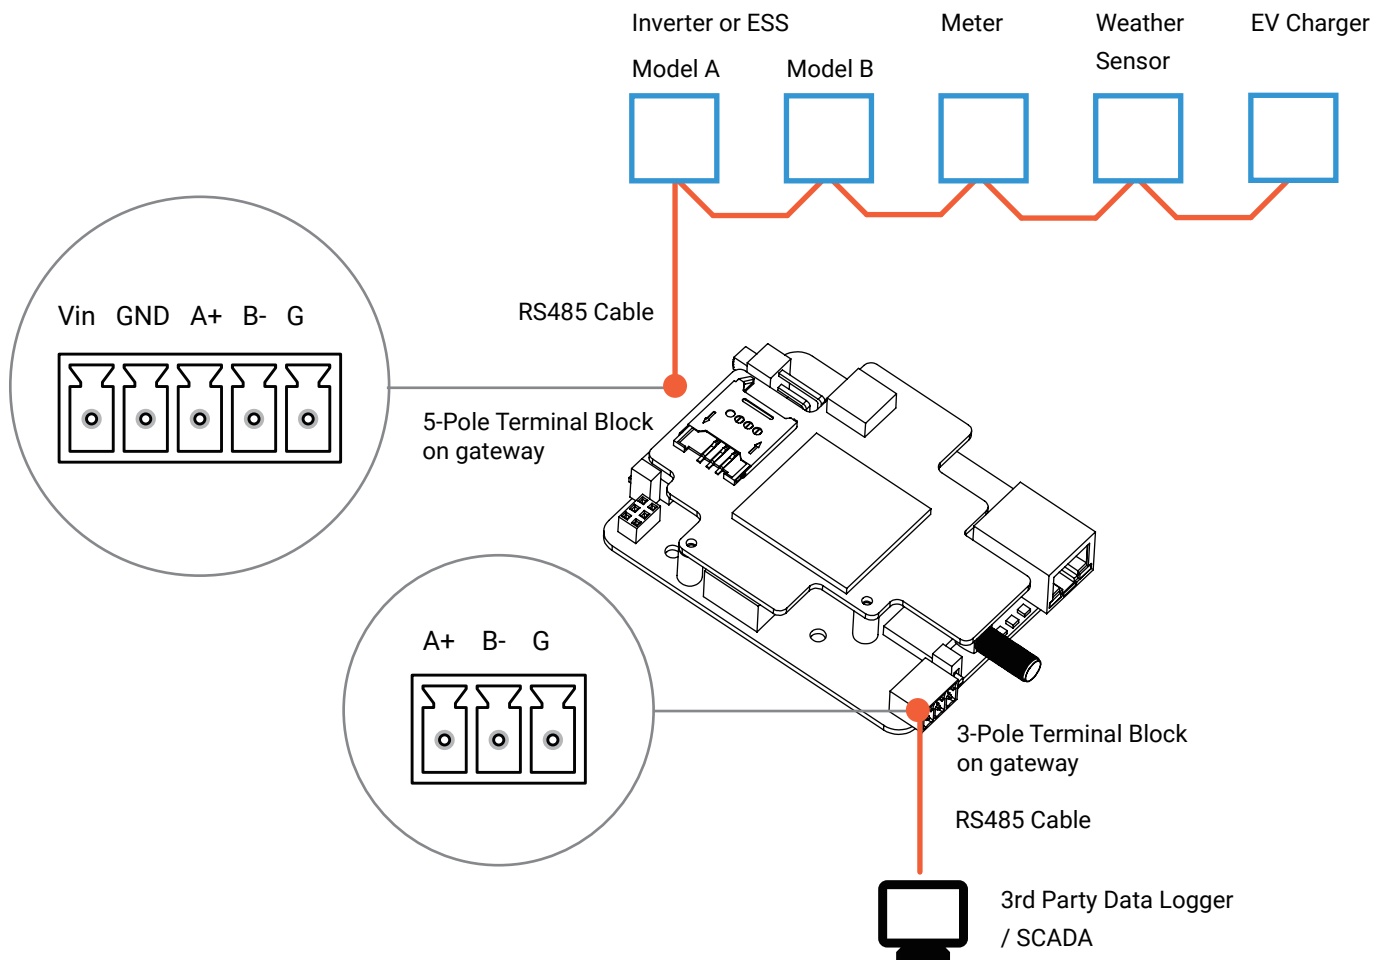 Inverter or ESS
Meter
Weather
Sensor
EV Charger
Model A
Model B
RS485 Cable
Vin GND A+ B- G
5-Pole Terminal Block
on gateway
A+ B- G
3-Pole Terminal Block
on gateway
RS485 Cable
3rd Party Data Logger
/ SCADA